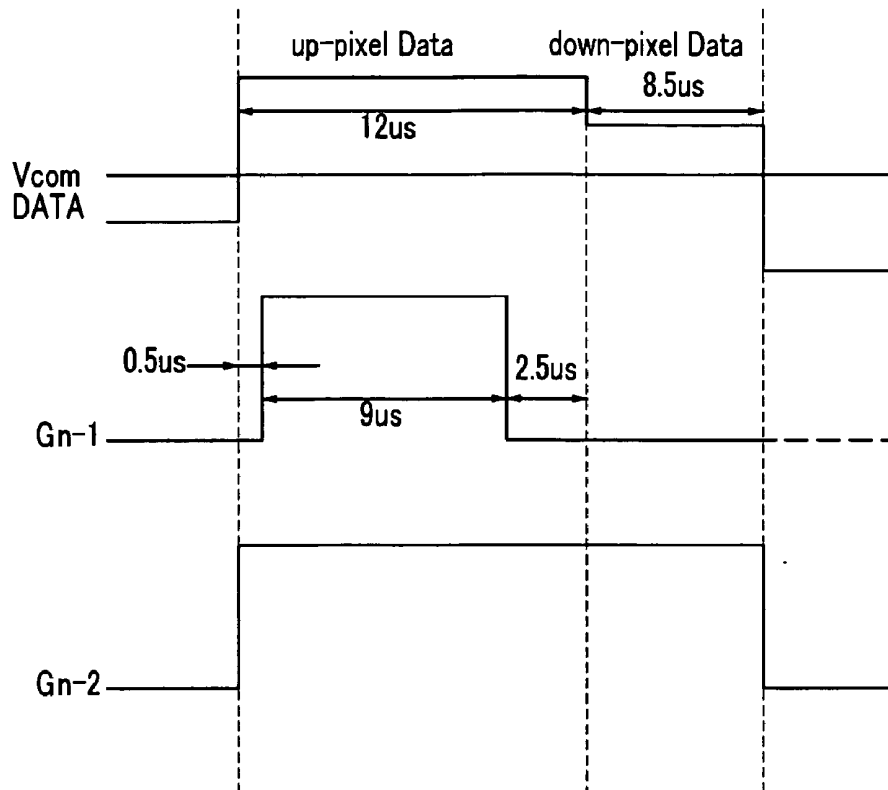 up-pixel Data
down-pixel Data
8.5us
12us
Vcom
DATA
0.5us
2.5us
9us
Gn-1
Gn-2